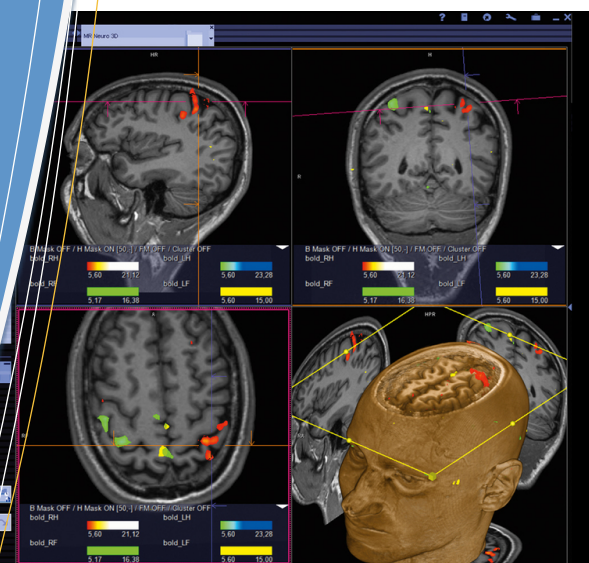 ?
MR Neuro 3D
HR
H
R
B Mask OFF / H Mask ON [50,-] / FM OFF / Cluster OFF
bold_RH bold_LH
5,60 21,12 5,60 23,28
bold_RF bold_LF
5,17 16,38 5,60 15,00
B Mask OFF / H Mask ON [50,-] / FM OFF / Cluster OFF
bold_RH bold_LH
5,60 21,12 5,60 23,28
bold_RF bold_LF
5,17 16,38 5,60 15,00
HPR
R
B Mask OFF / H Mask ON [50,-] / FM OFF / Cluster OFF
bold_RH bold_LH
5,60 21,12 5,60 23,28
bold_RF bold_LF
5,17 16,38 5,60 15,00